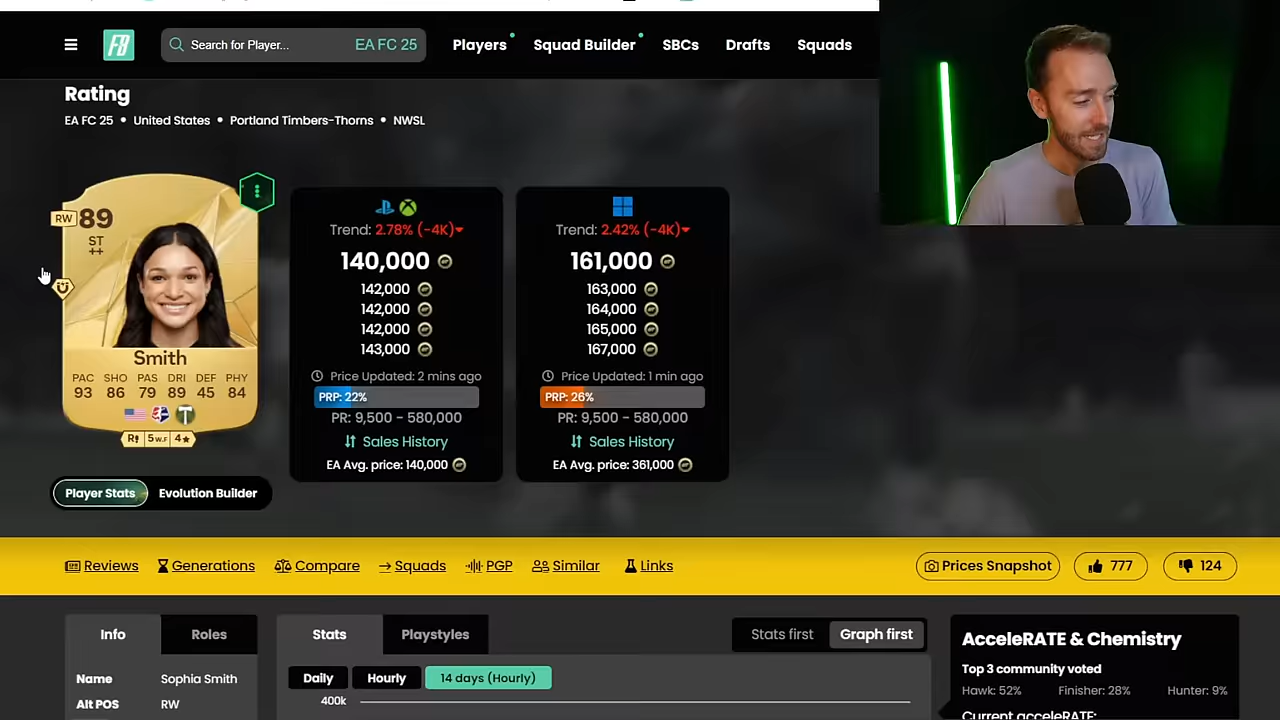 FB
Search for Player...
EA FC 25
Players
Squad Builder
SBCs
Drafts
Squads
Rating
EA FC 25 • United States • Portland Timbers-Thorns • NWSL
RW
89
ST
++
Smith
PAC SHO PAS DRI DEF PHY
93 86 79 89 45 84
R 5 W.F 4★
Trend: 2.78% (-4K)
140,000
142,000
142,000
142,000
143,000
Price Updated: 2 mins ago
PRP: 22%
PR: 9,500 - 580,000
Sales History
EA Avg. price: 140,000
Trend: 2.42% (-4K)
161,000
163,000
164,000
165,000
167,000
Price Updated: 1 min ago
PRP: 26%
PR: 9,500 - 580,000
Sales History
EA Avg. price: 361,000
Player Stats
Evolution Builder
Reviews
Generations
Compare
Squads
PGP
Similar
Links
Prices Snapshot
777
124
Info
Roles
Name Sophia Smith
Alt POS RW
Stats
Playstyles
Stats first
Graph first
Daily
Hourly
14 days (Hourly)
400k
AcceleRATE & Chemistry
Top 3 community voted
Hawk: 52% Finisher: 28% Hunter: 9%
Current acceleRATE: